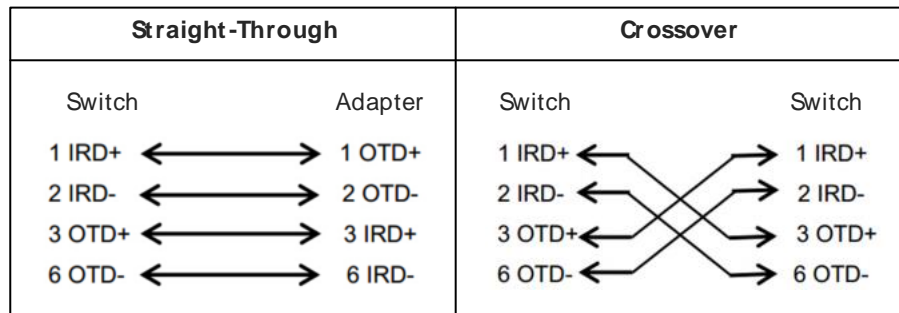 Straight-Through Crossover
Switch Adapter Switch Switch
1 IRD+ 1 OTD+ 1 IRD+ 1 IRD+
2 IRD- 2 OTD- 2 IRD- 2 IRD-
3 OTD+ 3 IRD+ 3 OTD+ 3 OTD+
6 OTD- 6 IRD- 6 OTD- 6 OTD-